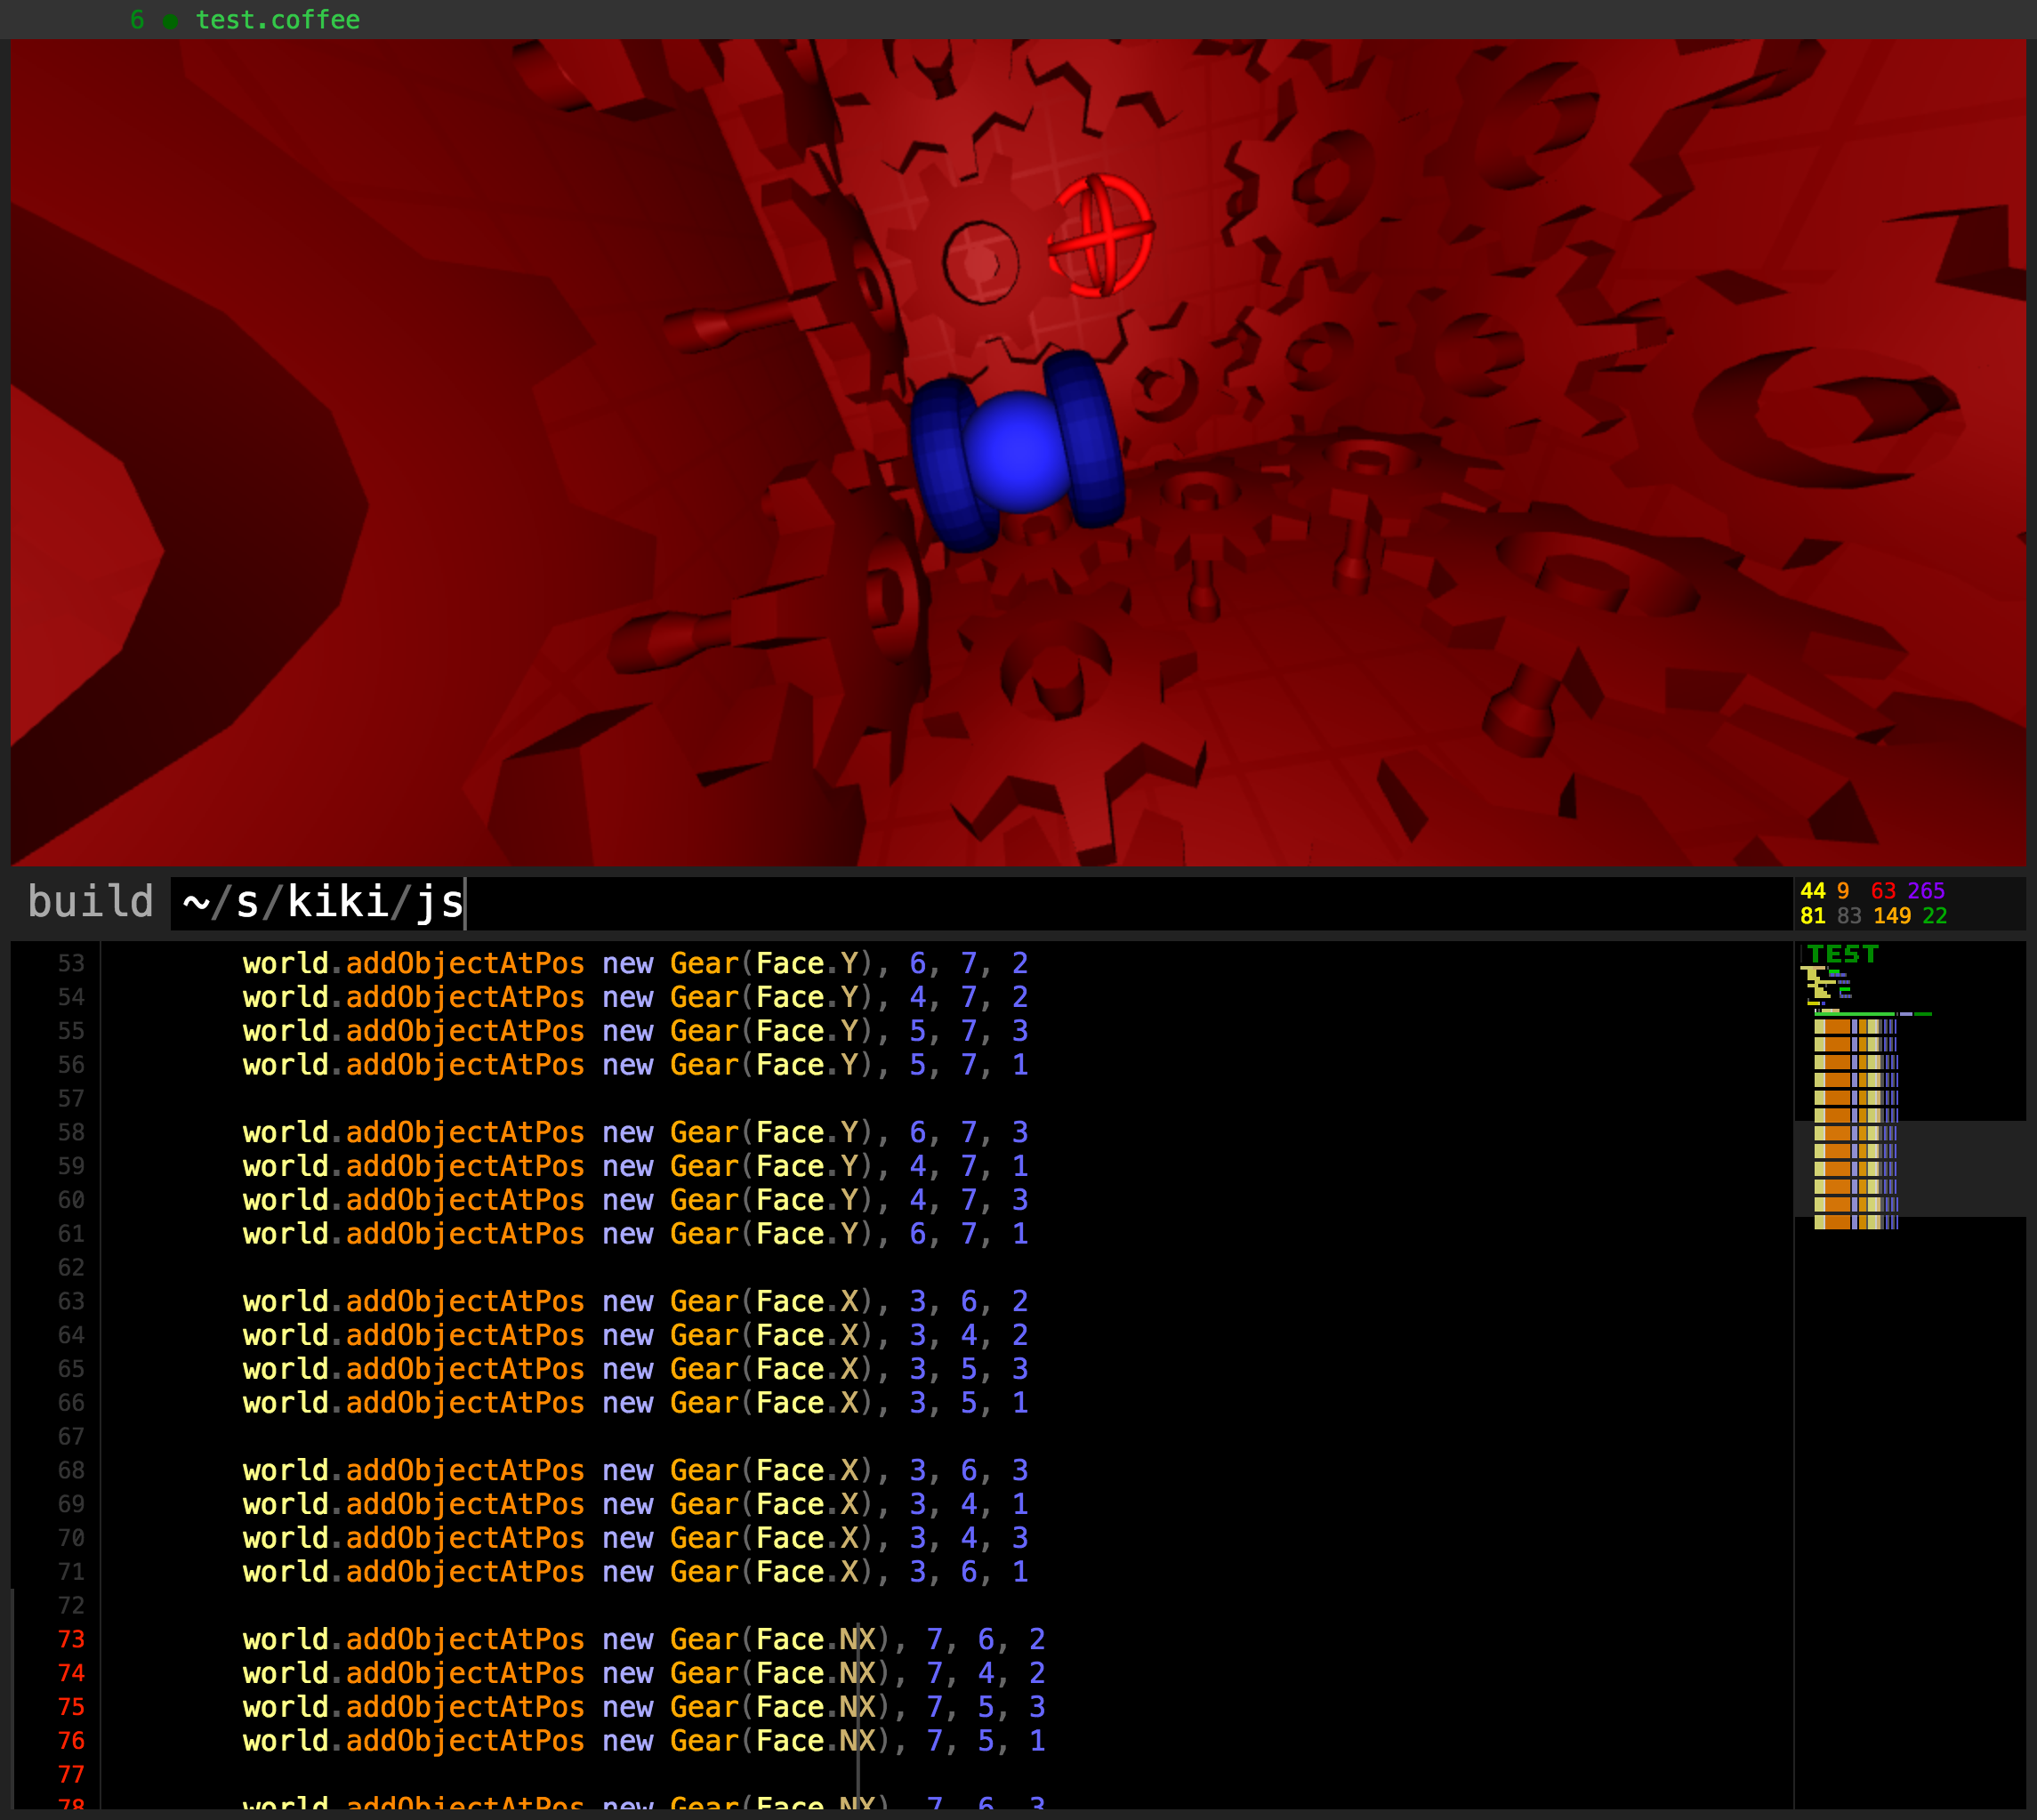 6 ● test.coffee
build ~/s/kiki/js
44 9 63 265
81 83 149 22
TEST
53 world.addObjectAtPos new Gear(Face.Y), 6, 7, 2
54 world.addObjectAtPos new Gear(Face.Y), 4, 7, 2
55 world.addObjectAtPos new Gear(Face.Y), 5, 7, 3
56 world.addObjectAtPos new Gear(Face.Y), 5, 7, 1
57
58 world.addObjectAtPos new Gear(Face.Y), 6, 7, 3
59 world.addObjectAtPos new Gear(Face.Y), 4, 7, 1
60 world.addObjectAtPos new Gear(Face.Y), 4, 7, 3
61 world.addObjectAtPos new Gear(Face.Y), 6, 7, 1
62
63 world.addObjectAtPos new Gear(Face.X), 3, 6, 2
64 world.addObjectAtPos new Gear(Face.X), 3, 4, 2
65 world.addObjectAtPos new Gear(Face.X), 3, 5, 3
66 world.addObjectAtPos new Gear(Face.X), 3, 5, 1
67
68 world.addObjectAtPos new Gear(Face.X), 3, 6, 3
69 world.addObjectAtPos new Gear(Face.X), 3, 4, 1
70 world.addObjectAtPos new Gear(Face.X), 3, 4, 3
71 world.addObjectAtPos new Gear(Face.X), 3, 6, 1
72
73 world.addObjectAtPos new Gear(Face.NX), 7, 6, 2
74 world.addObjectAtPos new Gear(Face.NX), 7, 4, 2
75 world.addObjectAtPos new Gear(Face.NX), 7, 5, 3
76 world.addObjectAtPos new Gear(Face.NX), 7, 5, 1
77
78 world.addObjectAtPos new Gear(Face.NX), 7, 6, 3